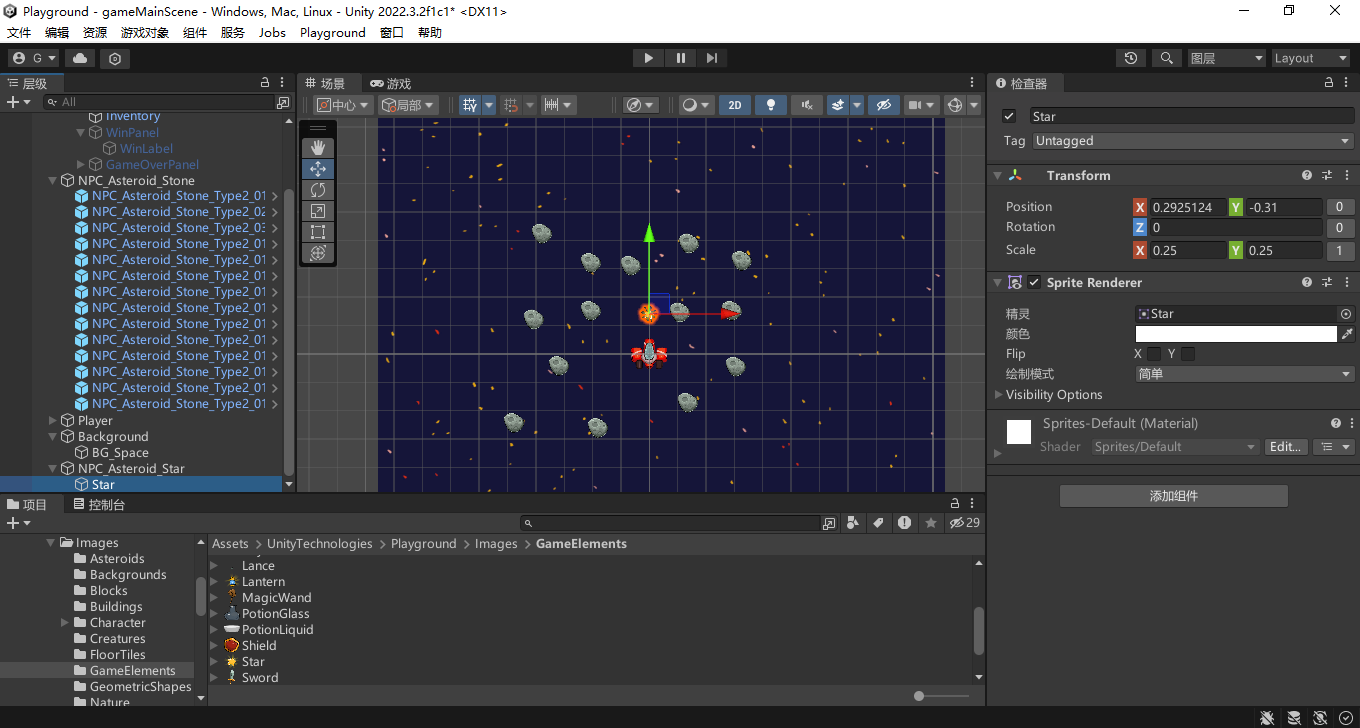 Playground - gameMainScene - Windows, Mac, Linux - Unity 2022.3.2f1c1* <DX11>
文件 编辑 资源 游戏对象 组件 服务 Jobs Playground 窗口 帮助
G 图层 Layout
层级
All
Inventory
WinPanel
WinLabel
GameOverPanel
NPC_Asteroid_Stone
NPC_Asteroid_Stone_Type2_01
NPC_Asteroid_Stone_Type2_02
NPC_Asteroid_Stone_Type2_03
NPC_Asteroid_Stone_Type2_01
NPC_Asteroid_Stone_Type2_01
NPC_Asteroid_Stone_Type2_01
NPC_Asteroid_Stone_Type2_01
NPC_Asteroid_Stone_Type2_01
NPC_Asteroid_Stone_Type2_01
NPC_Asteroid_Stone_Type2_01
NPC_Asteroid_Stone_Type2_01
NPC_Asteroid_Stone_Type2_01
NPC_Asteroid_Stone_Type2_01
NPC_Asteroid_Stone_Type2_01
Player
Background
BG_Space
NPC_Asteroid_Star
Star
场景 游戏
中心 局部 2D
检查器
Star
Tag Untagged
Transform
Position X 0.2925124 Y -0.31 0
Rotation Z 0 0
Scale X 0.25 Y 0.25 1
Sprite Renderer
精灵 Star
颜色
Flip X Y
绘制模式 简单
Visibility Options
Sprites-Default (Material)
Shader Sprites/Default Edit...
添加组件
项目 控制台
29
Images
Asteroids
Backgrounds
Blocks
Buildings
Character
Creatures
FloorTiles
GameElements
GeometricShapes
Nature
Assets > UnityTechnologies > Playground > Images > GameElements
Lance
Lantern
MagicWand
PotionGlass
PotionLiquid
Shield
Star
Sword